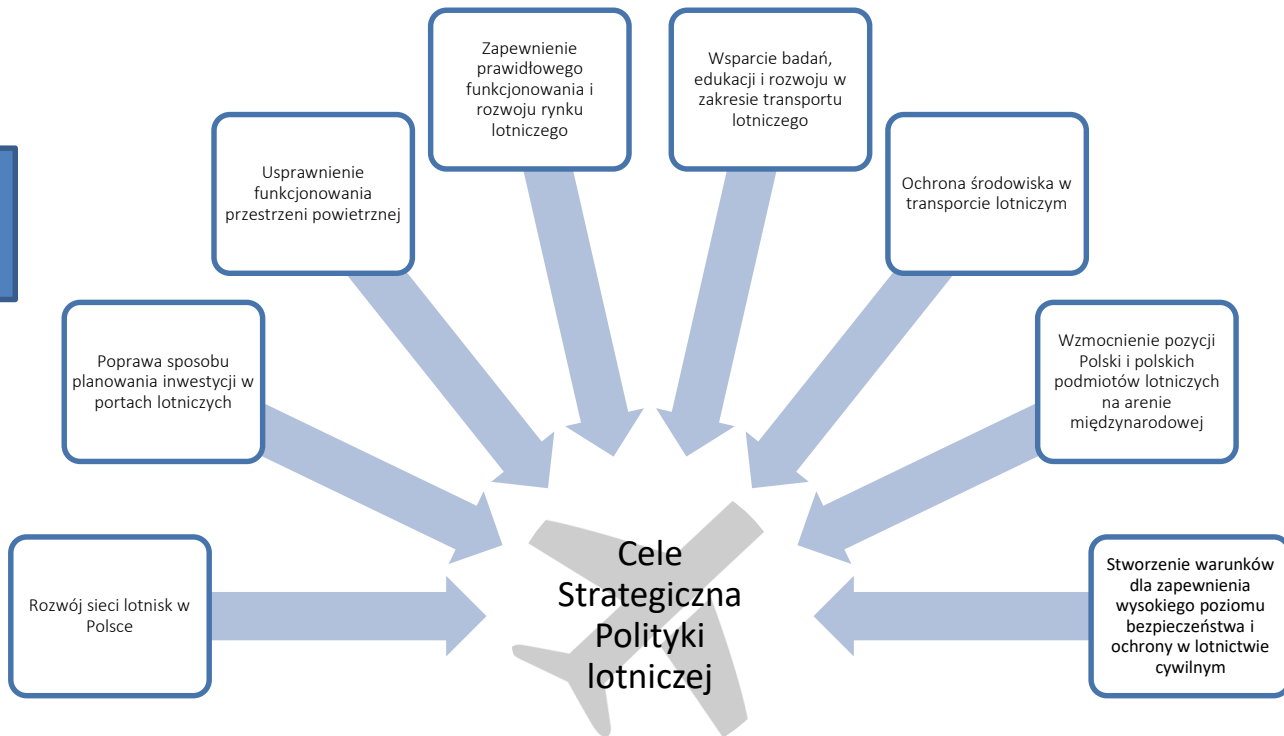 Zapewnienie
prawidłowego
funkcjonowania i
rozwoju rynku
lotniczego
Wsparcie badań,
edukacji i rozwoju w
zakresie transportu
lotniczego
Usprawnienie
funkcjonowania
przestrzeni powietrznej
Ochrona środowiska w
transporcie lotniczym
Poprawa sposobu
planowania inwestycji w
portach lotniczych
Wzmocnienie pozycji
Polski i polskich
podmiotów lotniczych
na arenie
międzynarodowej
Rozwój sieci lotnisk w
Polsce
Cele
Strategiczna
Polityki
lotniczej
Stworzenie warunków
dla zapewnienia
wysokiego poziomu
bezpieczeństwa i
ochrony w lotnictwie
cywilnym